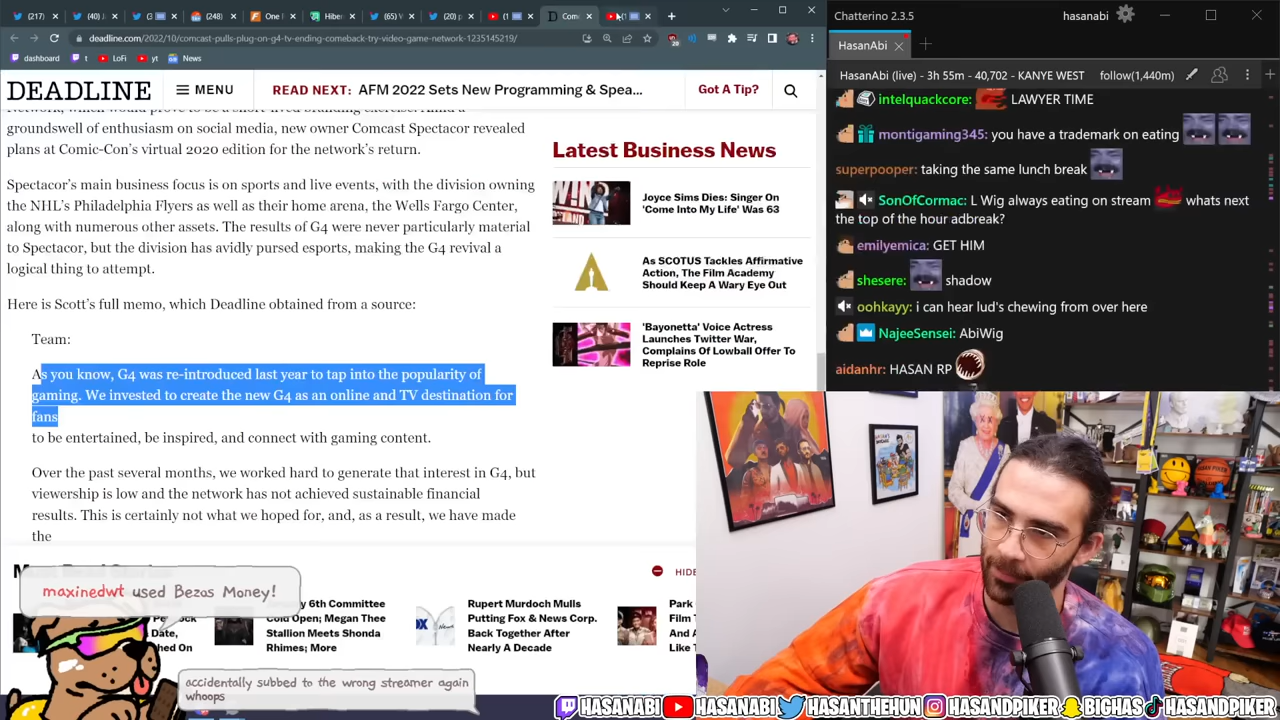 (217)
(40) J
(3
(248)
One
Hiber
(65) V
(20) p
(1
Com
(1
deadline.com/2022/10/comcast-pulls-plug-on-g4-tv-ending-comeback-try-video-game-network-1235145219/
dashboard
t
LoFi
yt
News
DEADLINE
MENU
READ NEXT: AFM 2022 Sets New Programming & Spea...
Got A Tip?
groundswell of enthusiasm on social media, new owner Comcast Spectacor revealed
plans at Comic-Con's virtual 2020 edition for the network's return.
Spectacor's main business focus is on sports and live events, with the division owning
the NHL's Philadelphia Flyers as well as their home arena, the Wells Fargo Center,
along with numerous other assets. The results of G4 were never particularly material
to Spectacor, but the division has avidly pursed esports, making the G4 revival a
logical thing to attempt.
Here is Scott's full memo, which Deadline obtained from a source:
Team:
As you know, G4 was re-introduced last year to tap into the popularity of
gaming. We invested to create the new G4 as an online and TV destination for
fans
to be entertained, be inspired, and connect with gaming content.
Over the past several months, we worked hard to generate that interest in G4, but
viewership is low and the network has not achieved sustainable financial
results. This is certainly not what we hoped for, and, as a result, we have made
the
Latest Business News
Joyce Sims Dies: Singer On
'Come Into My Life' Was 63
As SCOTUS Tackles Affirmative
Action, The Film Academy
Should Keep A Wary Eye Out
'Bayonetta' Voice Actress
Launches Twitter War,
Complains Of Lowball Offer To
Reprise Role
HIDE
6th Committee
Cold Open; Megan Thee
Stallion Meets Shonda
Rhimes; More
Rupert Murdoch Mulls
Putting Fox & News Corp.
Back Together After
Nearly A Decade
Park
Film
And A
Like
maxinedwt used Bezos Money!
accidentally subbed to the wrong streamer again
whoops
Chatterino 2.3.5
hasanabi
HasanAbi
HasanAbi (live) - 3h 55m - 40,702 - KANYE WEST
follow(1,440m)
intelquackcore: LAWYER TIME
montigaming345: you have a trademark on eating
superpooper: taking the same lunch break
SonOfCormac: L Wig always eating on stream whats next
the top of the hour adbreak?
emilyemica: GET HIM
shesere: shadow
oohkayy: i can hear lud's chewing from over here
NajeeSensei: AbiWig
aidanhr: HASAN RP
HASANABI
HASANABI
HASANTHEHUN
HASANDPIKER
BIGHAS
HASANDPIKER